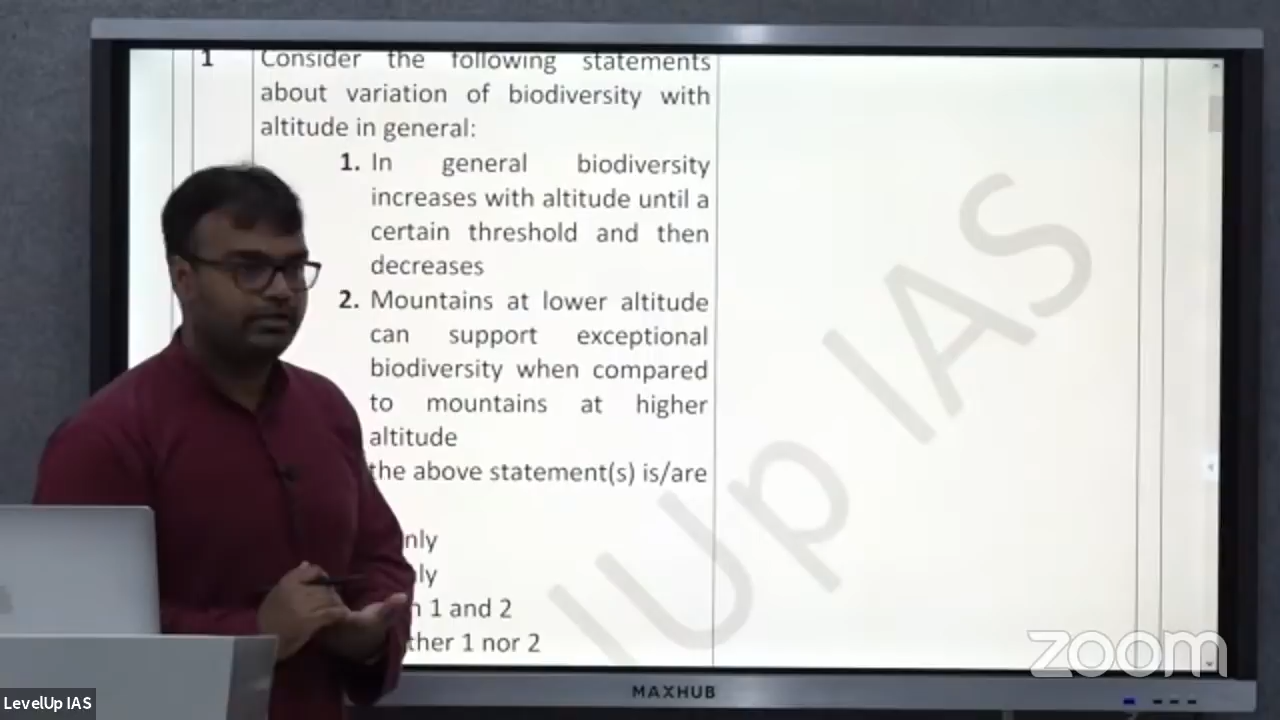 1 Consider the following statements
about variation of biodiversity with
altitude in general:
1. In general biodiversity
increases with altitude until a
certain threshold and then
decreases
2. Mountains at lower altitude
can support exceptional
biodiversity when compared
to mountains at higher
altitude
the above statement(s) is/are
nly
ly
1 and 2
ther 1 nor 2
lUp IAS
MAXHUB
zoom
LevelUp IAS